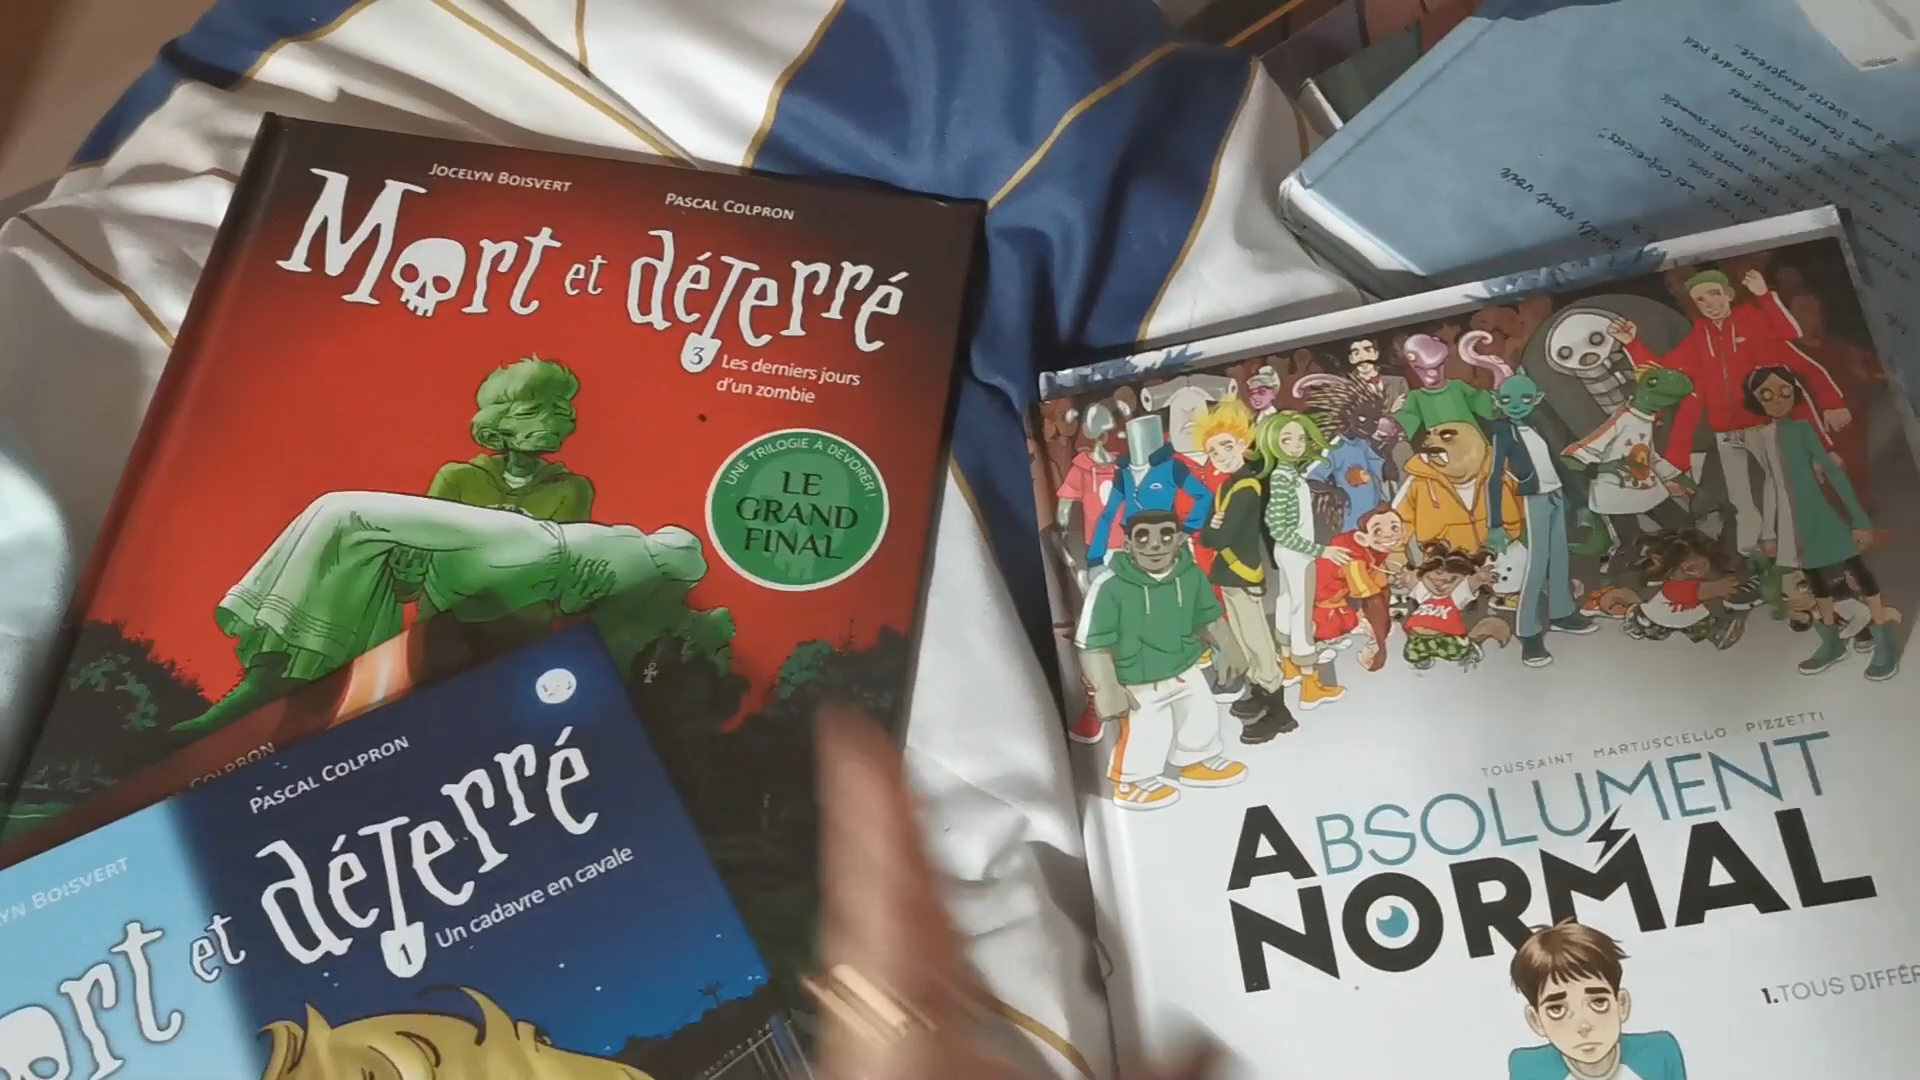 JOCELYN BOISVERT
PASCAL COLPRON
Mort et déterré
3
Les derniers jours
d'un zombie
UNE TRILOGIE À DÉVORER !
LE
GRAND
FINAL
COLPRON
YN BOISVERT
PASCAL COLPRON
ort et déterré
1
Un cadavre en cavale
TOUSSAINT MARTUSCIELLO PIZZETTI
ABSOLUMENT
NORMAL
1.TOUS DIFFÉR